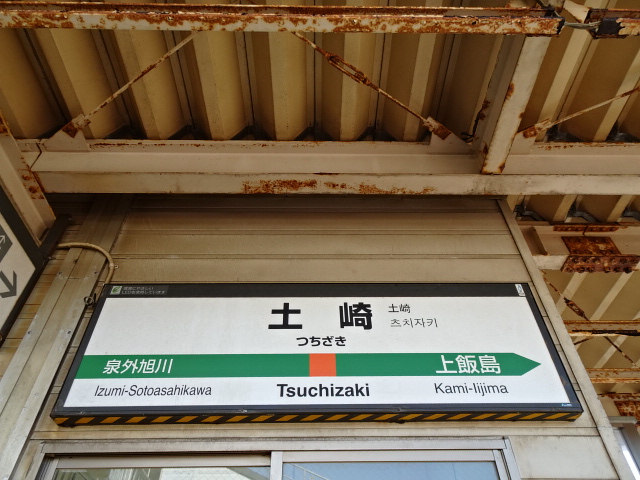 土崎
土崎
츠치자키
つちざき
泉外旭川
上飯島
Izumi-Sotoasahikawa
Tsuchizaki
Kami-Iijima